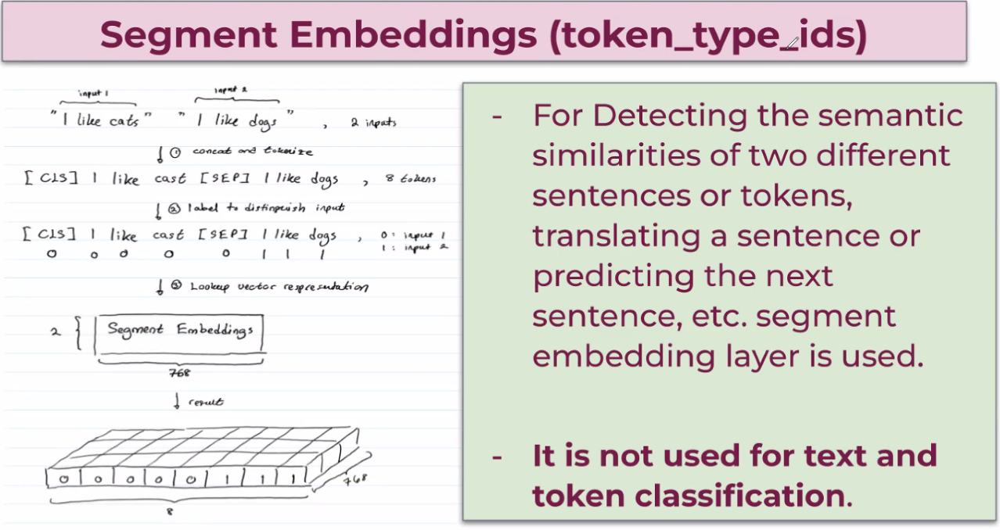 Segment Embeddings (token_type_ids)
input 1 input 2
"I like cats" "I like dogs", 2 inputs
① concat and tokenize
[CLS] I like cast [SEP] I like dogs, 8 tokens
② label to distinguish input
[CLS] I like cast [SEP] I like dogs, 0: input 1
1: input 2
0 0 0 0 0 1 1 1
③ Lookup vector respresentation
2 { Segment Embeddings
768
result
0 0 0 0 0 1 1 1
768
8
- For Detecting the semantic
similarities of two different
sentences or tokens,
translating a sentence or
predicting the next
sentence, etc. segment
embedding layer is used.
- It is not used for text and
token classification.